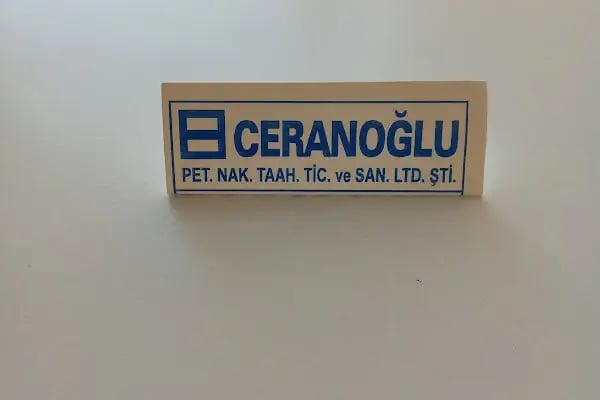 CERANOĞLU
PET. NAK. TAAH. TİC. ve SAN. LTD. ŞTİ.